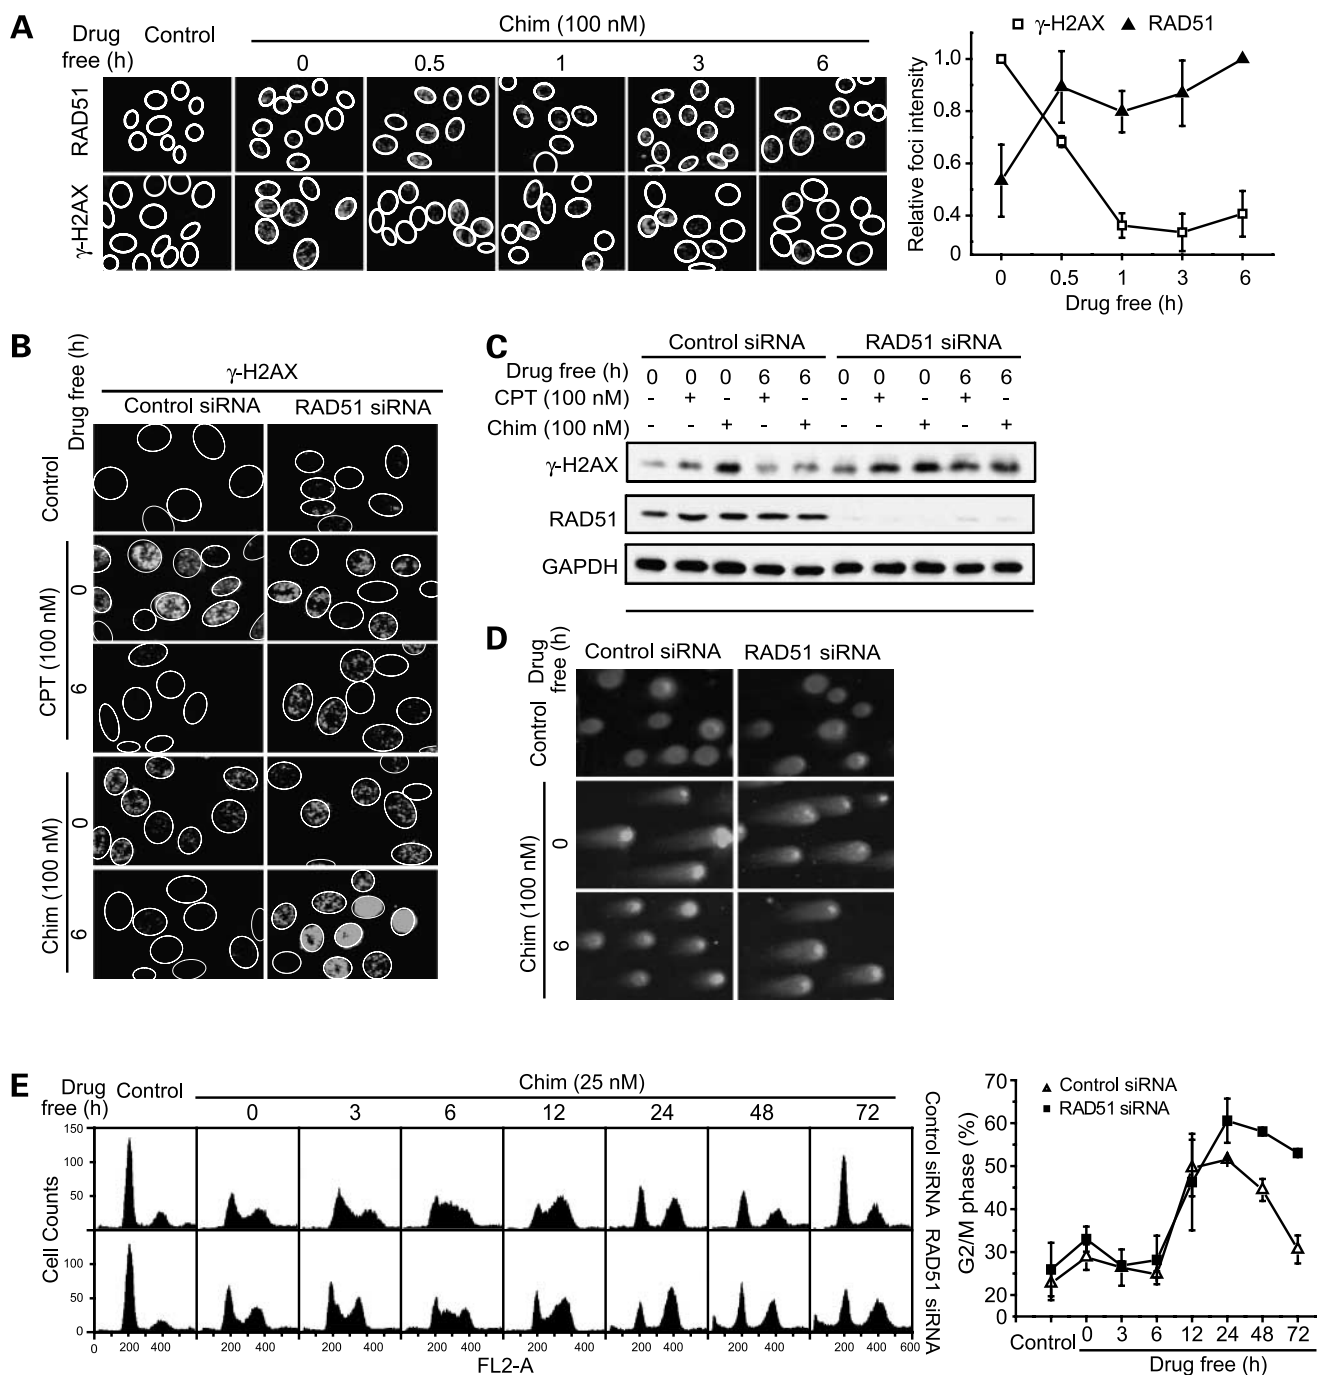 A
Drug free (h)
Control
Chim (100 nM)
0 0.5 1 3 6
RAD51
γ-H2AX
γ-H2AX RAD51
Relative foci intensity
1.0
0.8
0.6
0.4
0
0 0.5 1 3 6
Drug free (h)
B
Drug free (h)
γ-H2AX
Control siRNA RAD51 siRNA
Control
CPT (100 nM)
0
6
Chim (100 nM)
0
6
C
Control siRNA RAD51 siRNA
Drug free (h) 0 0 0 6 6 0 0 0 6 6
CPT (100 nM) - + - + - - + - + -
Chim (100 nM) - - + - + - - + - +
γ-H2AX
RAD51
GAPDH
D
Drug free (h)
Control siRNA RAD51 siRNA
Control
Chim (100 nM)
0
6
E
Drug free (h)
Control
Chim (25 nM)
0 3 6 12 24 48 72
Cell Counts
150
100
50
0
100
50
0
0 200 400 200 400 200 400 200 400 200 400 200 400 200 400 600
FL2-A
Control siRNA
RAD51 siRNA
Control siRNA
RAD51 siRNA
G2/M phase (%)
70
60
50
40
30
20
0
Control 0 3 6 12 24 48 72
Drug free (h)